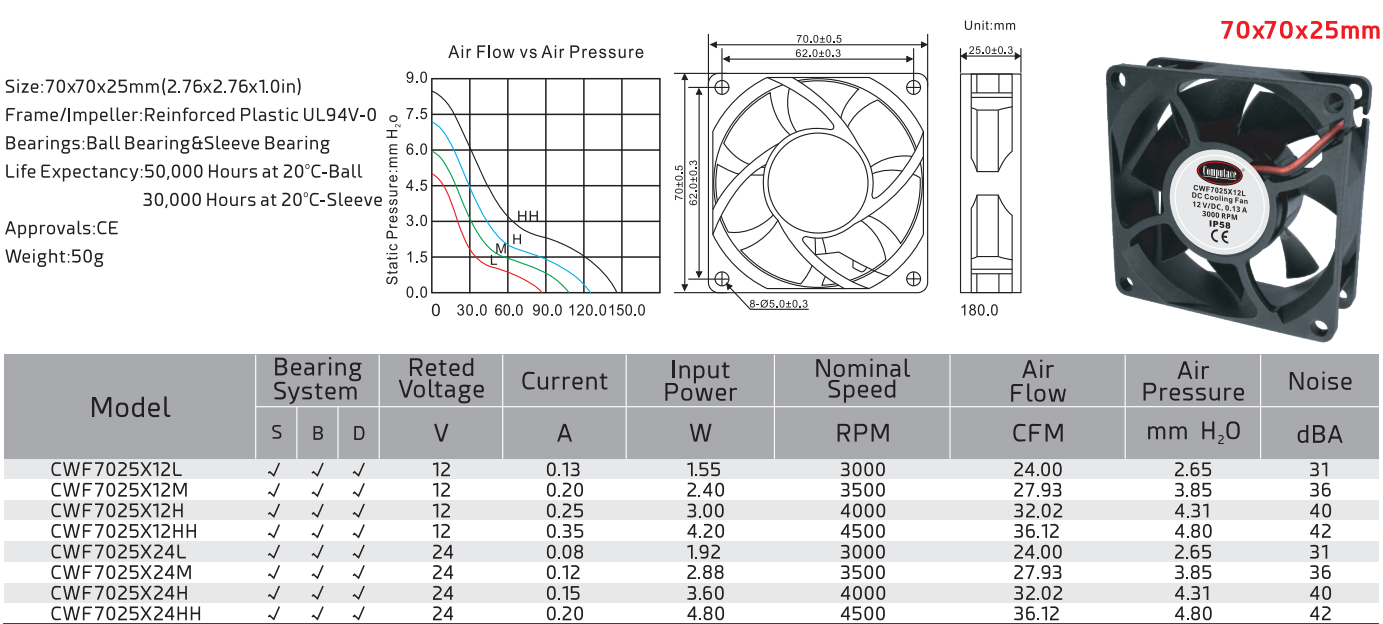 70x70x25mm
Size:70x70x25mm(2.76x2.76x1.0in)
Frame/Impeller:Reinforced Plastic UL94V-0
Bearings:Ball Bearing&Sleeve Bearing
Life Expectancy:50,000 Hours at 20°C-Ball
30,000 Hours at 20°C-Sleeve
Approvals:CE
Weight:50g
Air Flow vs Air Pressure
Static Pressure:mm H₂o
9.0
7.5
6.0
4.5
3.0
1.5
0.0
HH
H
M
L
0 30.0 60.0 90.0 120.0150.0 180.0
Unit:mm
70.0±0.5
62.0±0.3
25.0±0.3
70±0.5
62.0±0.3
8-Ø5.0±0.3
Computare
CWF7025X12L
DC Cooling Fan
12 V/DC, 0.13 A
3000 RPM
IP58
CE
Model Bearing System Reted Voltage Current Input Power Nominal Speed Air Flow Air Pressure Noise
S B D V A W RPM CFM mm H₂O dBA
CWF7025X12L √ √ √ 12 0.13 1.55 3000 24.00 2.65 31
CWF7025X12M √ √ √ 12 0.20 2.40 3500 27.93 3.85 36
CWF7025X12H √ √ √ 12 0.25 3.00 4000 32.02 4.31 40
CWF7025X12HH √ √ √ 12 0.35 4.20 4500 36.12 4.80 42
CWF7025X24L √ √ √ 24 0.08 1.92 3000 24.00 2.65 31
CWF7025X24M √ √ √ 24 0.12 2.88 3500 27.93 3.85 36
CWF7025X24H √ √ √ 24 0.15 3.60 4000 32.02 4.31 40
CWF7025X24HH √ √ √ 24 0.20 4.80 4500 36.12 4.80 42